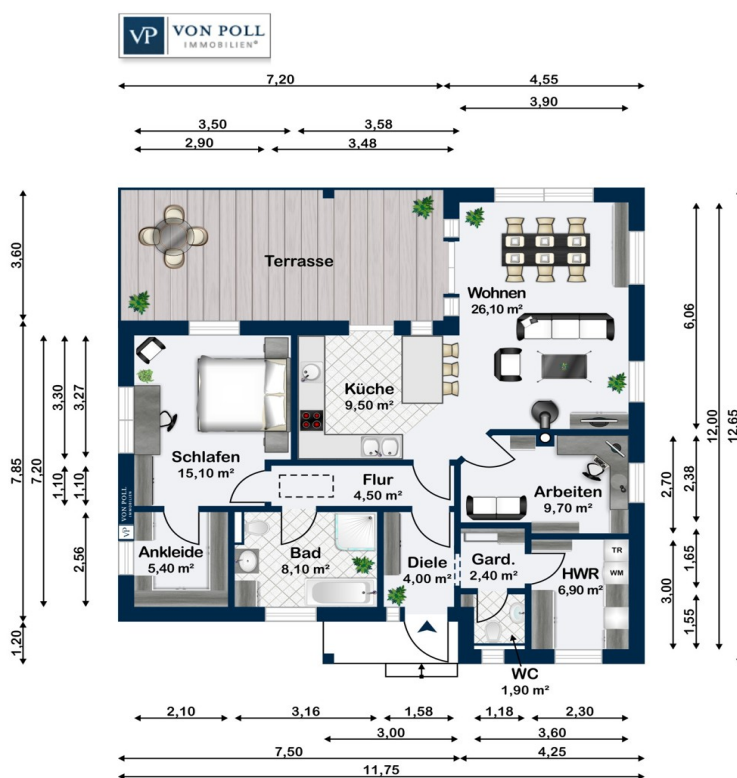 VP VON POLL
IMMOBILIEN®
7,20
4,55
3,90
3,50
3,58
2,90
3,48
Terrasse
Wohnen
26,10 m²
Küche
9,50 m²
Schlafen
15,10 m²
Flur
4,50 m²
Arbeiten
9,70 m²
Ankleide
5,40 m²
Bad
8,10 m²
Diele
4,00 m²
Gard.
2,40 m²
HWR
6,90 m²
TR
WM
WC
1,90 m²
VP VON POLL
IMMOBILIEN
3,60
7,85
1,20
7,20
3,30
1,10
2,56
3,27
1,10
6,06
2,70
2,38
3,00
1,65
1,55
12,00
12,65
2,10
3,16
1,58
1,18
2,30
3,00
3,60
7,50
4,25
11,75